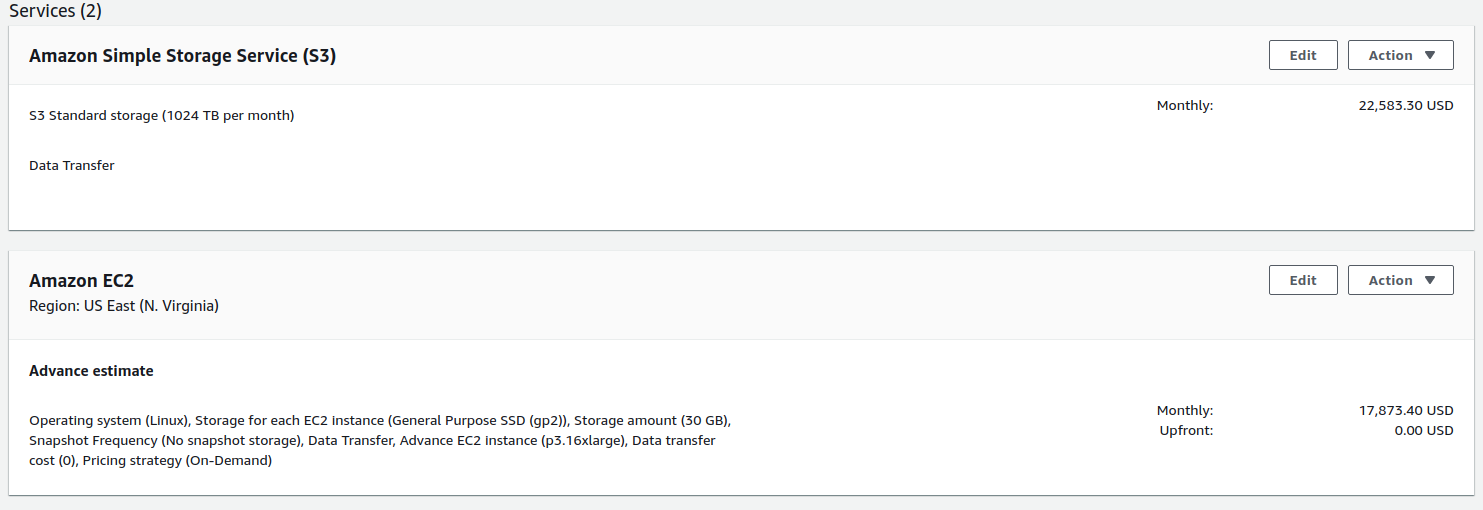 Services (2)
Amazon Simple Storage Service (S3)
Edit
Action
S3 Standard storage (1024 TB per month)
Monthly: 22,583.30 USD
Data Transfer
Amazon EC2
Region: US East (N. Virginia)
Edit
Action
Advance estimate
Operating system (Linux), Storage for each EC2 instance (General Purpose SSD (gp2)), Storage amount (30 GB),
Snapshot Frequency (No snapshot storage), Data Transfer, Advance EC2 instance (p3.16xlarge), Data transfer
cost (0), Pricing strategy (On-Demand)
Monthly: 17,873.40 USD
Upfront: 0.00 USD